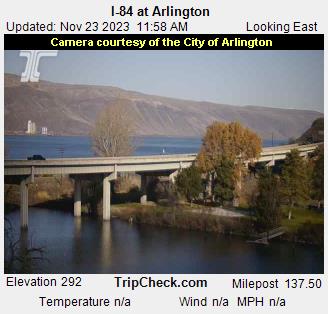 I-84 at Arlington
Updated: Nov 23 2023 11:58 AM Looking East
Camera courtesy of the City of Arlington
Elevation 292 TripCheck.com Milepost 137.50
Temperature n/a Wind n/a MPH n/a